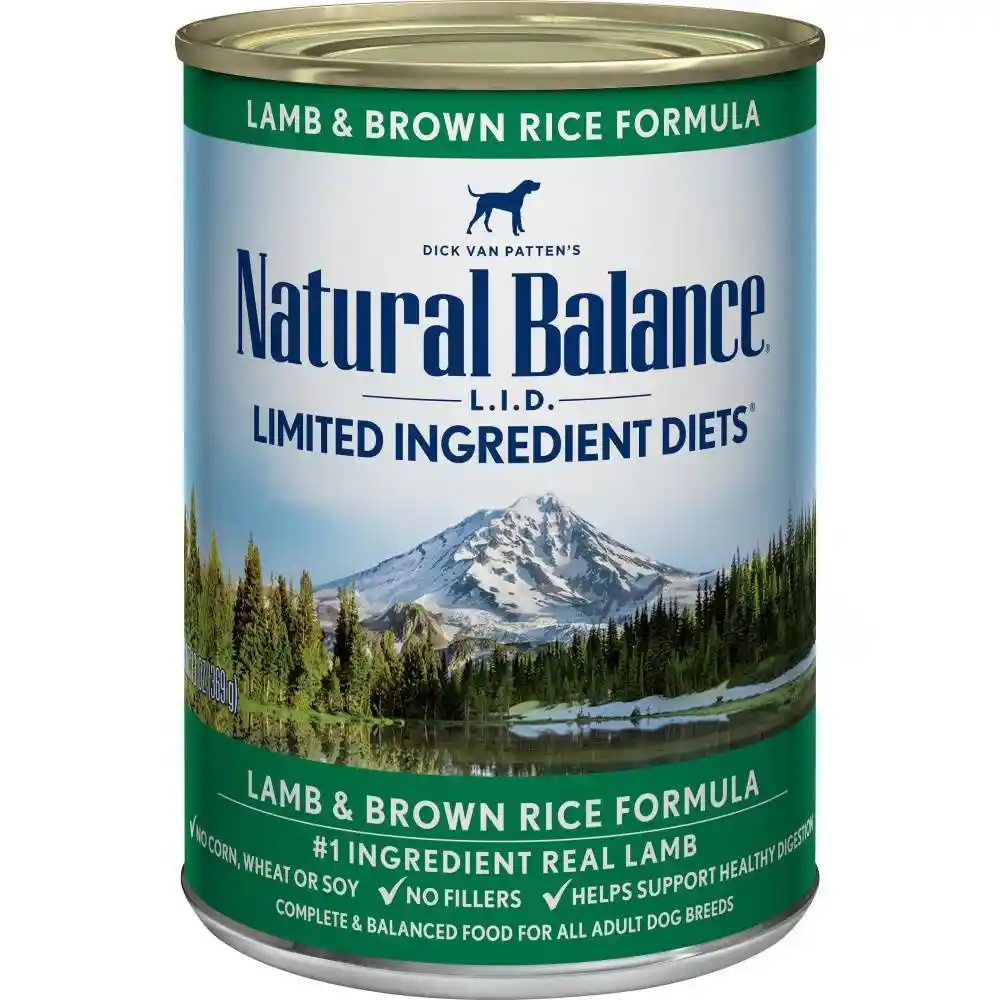 LAMB & BROWN RICE FORMULA
DICK VAN PATTEN'S
Natural Balance®
L.I.D.
LIMITED INGREDIENT DIETS®
oz (369 g)
LAMB & BROWN RICE FORMULA
#1 INGREDIENT REAL LAMB
✓NO CORN, WHEAT OR SOY ✓NO FILLERS ✓HELPS SUPPORT HEALTHY DIGESTION
COMPLETE & BALANCED FOOD FOR ALL ADULT DOG BREEDS